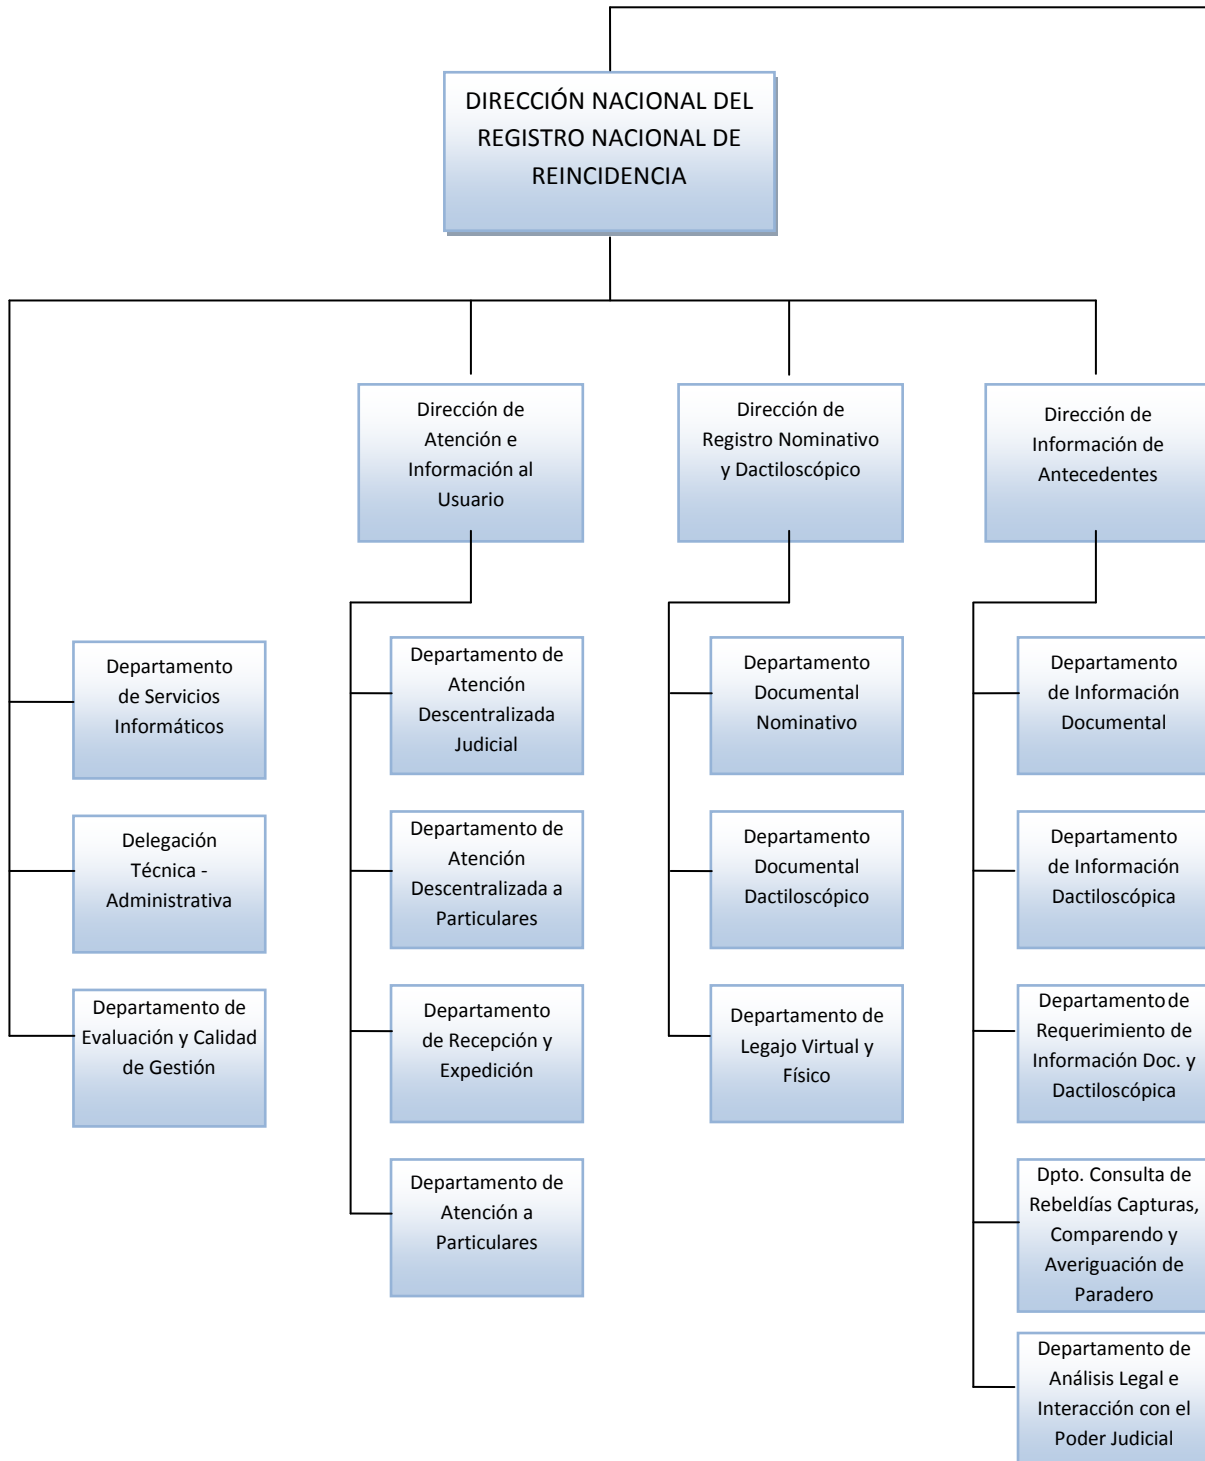 DIRECCIÓN NACIONAL DEL
REGISTRO NACIONAL DE
REINCIDENCIA
Dirección de
Atención e
Información al
Usuario
Dirección de
Registro Nominativo
y Dactiloscópico
Dirección de
Información de
Antecedentes
Departamento
de Servicios
Informáticos
Delegación
Técnica -
Administrativa
Departamento de
Evaluación y Calidad
de Gestión
Departamento de
Atención
Descentralizada
Judicial
Departamento de
Atención
Descentralizada a
Particulares
Departamento
de Recepción y
Expedición
Departamento de
Atención a
Particulares
Departamento
Documental
Nominativo
Departamento
Documental
Dactiloscópico
Departamento de
Legajo Virtual y
Físico
Departamento
de Información
Documental
Departamento
de Información
Dactiloscópica
Departamento de
Requerimiento de
Información Doc. y
Dactiloscópica
Dpto. Consulta de
Rebeldías Capturas,
Comparendo y
Averiguación de
Paradero
Departamento de
Análisis Legal e
Interacción con el
Poder Judicial